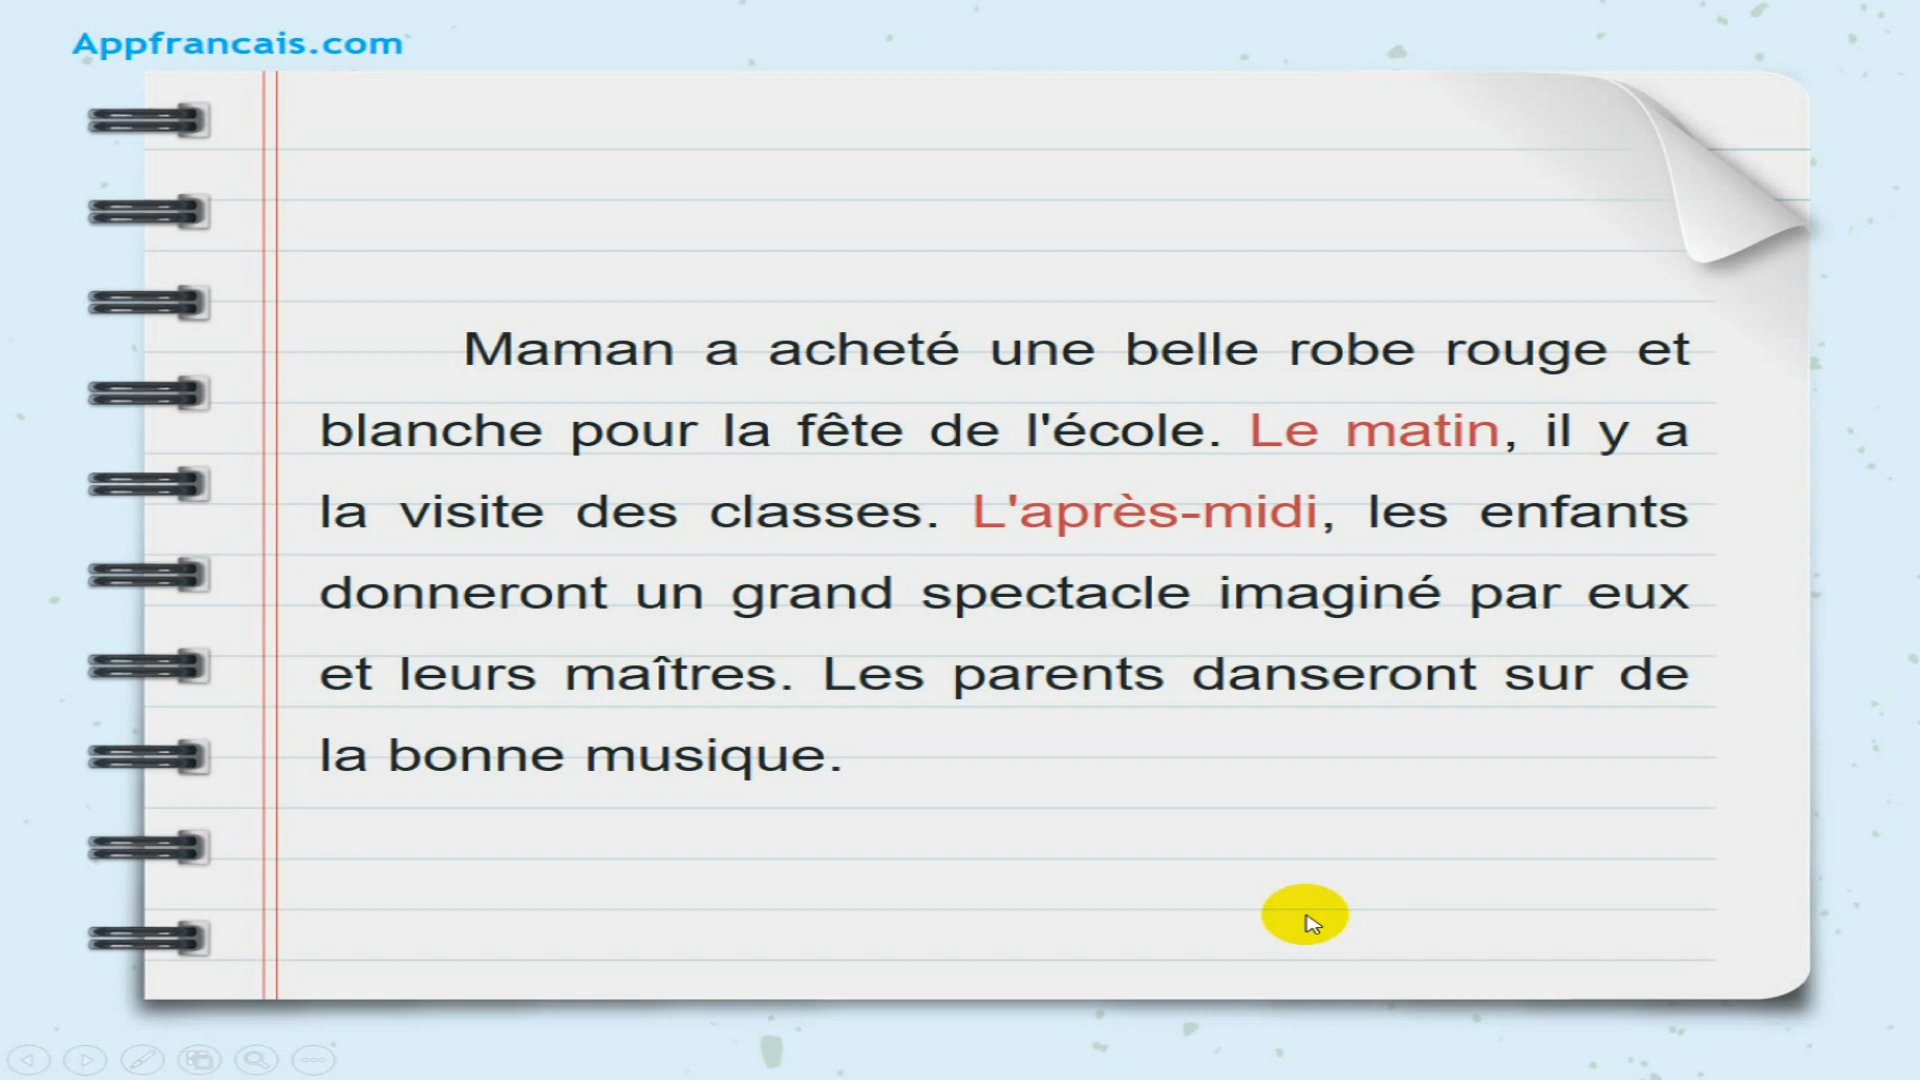 Appfrancais.com
Maman a acheté une belle robe rouge et
blanche pour la fête de l'école. Le matin, il y a
la visite des classes. L'après-midi, les enfants
donneront un grand spectacle imaginé par eux
et leurs maîtres. Les parents danseront sur de
la bonne musique.